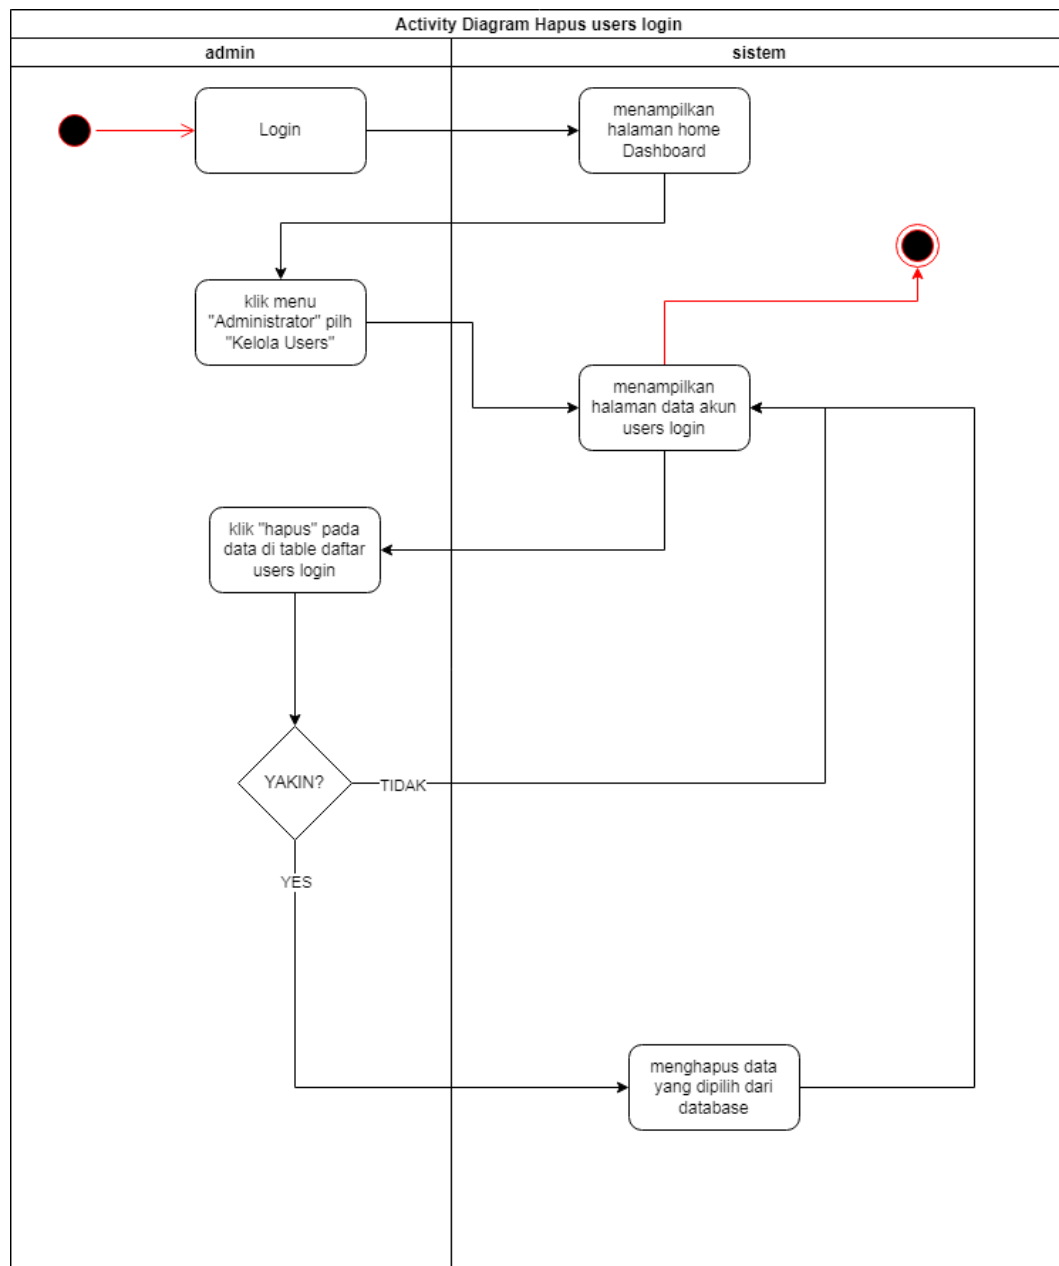 Activity Diagram Hapus users login
admin
sistem
Login
menampilkan
halaman home
Dashboard
klik menu
"Administrator" pilh
"Kelola Users"
menampilkan
halaman data akun
users login
klik "hapus" pada
data di table daftar
users login
YAKIN?
TIDAK
YES
menghapus data
yang dipilih dari
database